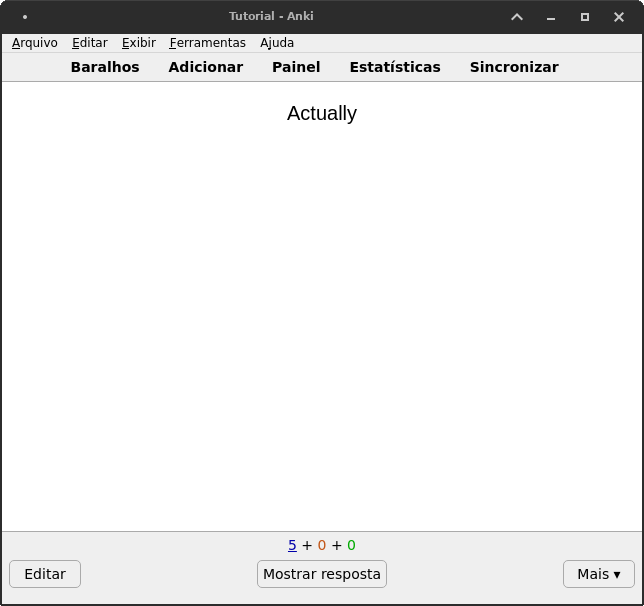 Tutorial - Anki
Arquivo Editar Exibir Ferramentas Ajuda
Baralhos Adicionar Painel Estatísticas Sincronizar
Actually
5 + 0 + 0
Editar Mostrar resposta Mais ▾